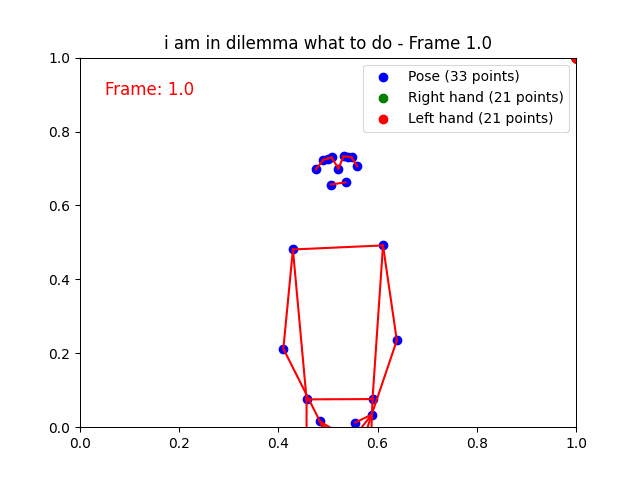 i am in dilemma what to do - Frame 1.0
Frame: 1.0
Pose (33 points)
Right hand (21 points)
Left hand (21 points)
1.0
0.8
0.6
0.4
0.2
0.0
0.0 0.2 0.4 0.6 0.8 1.0